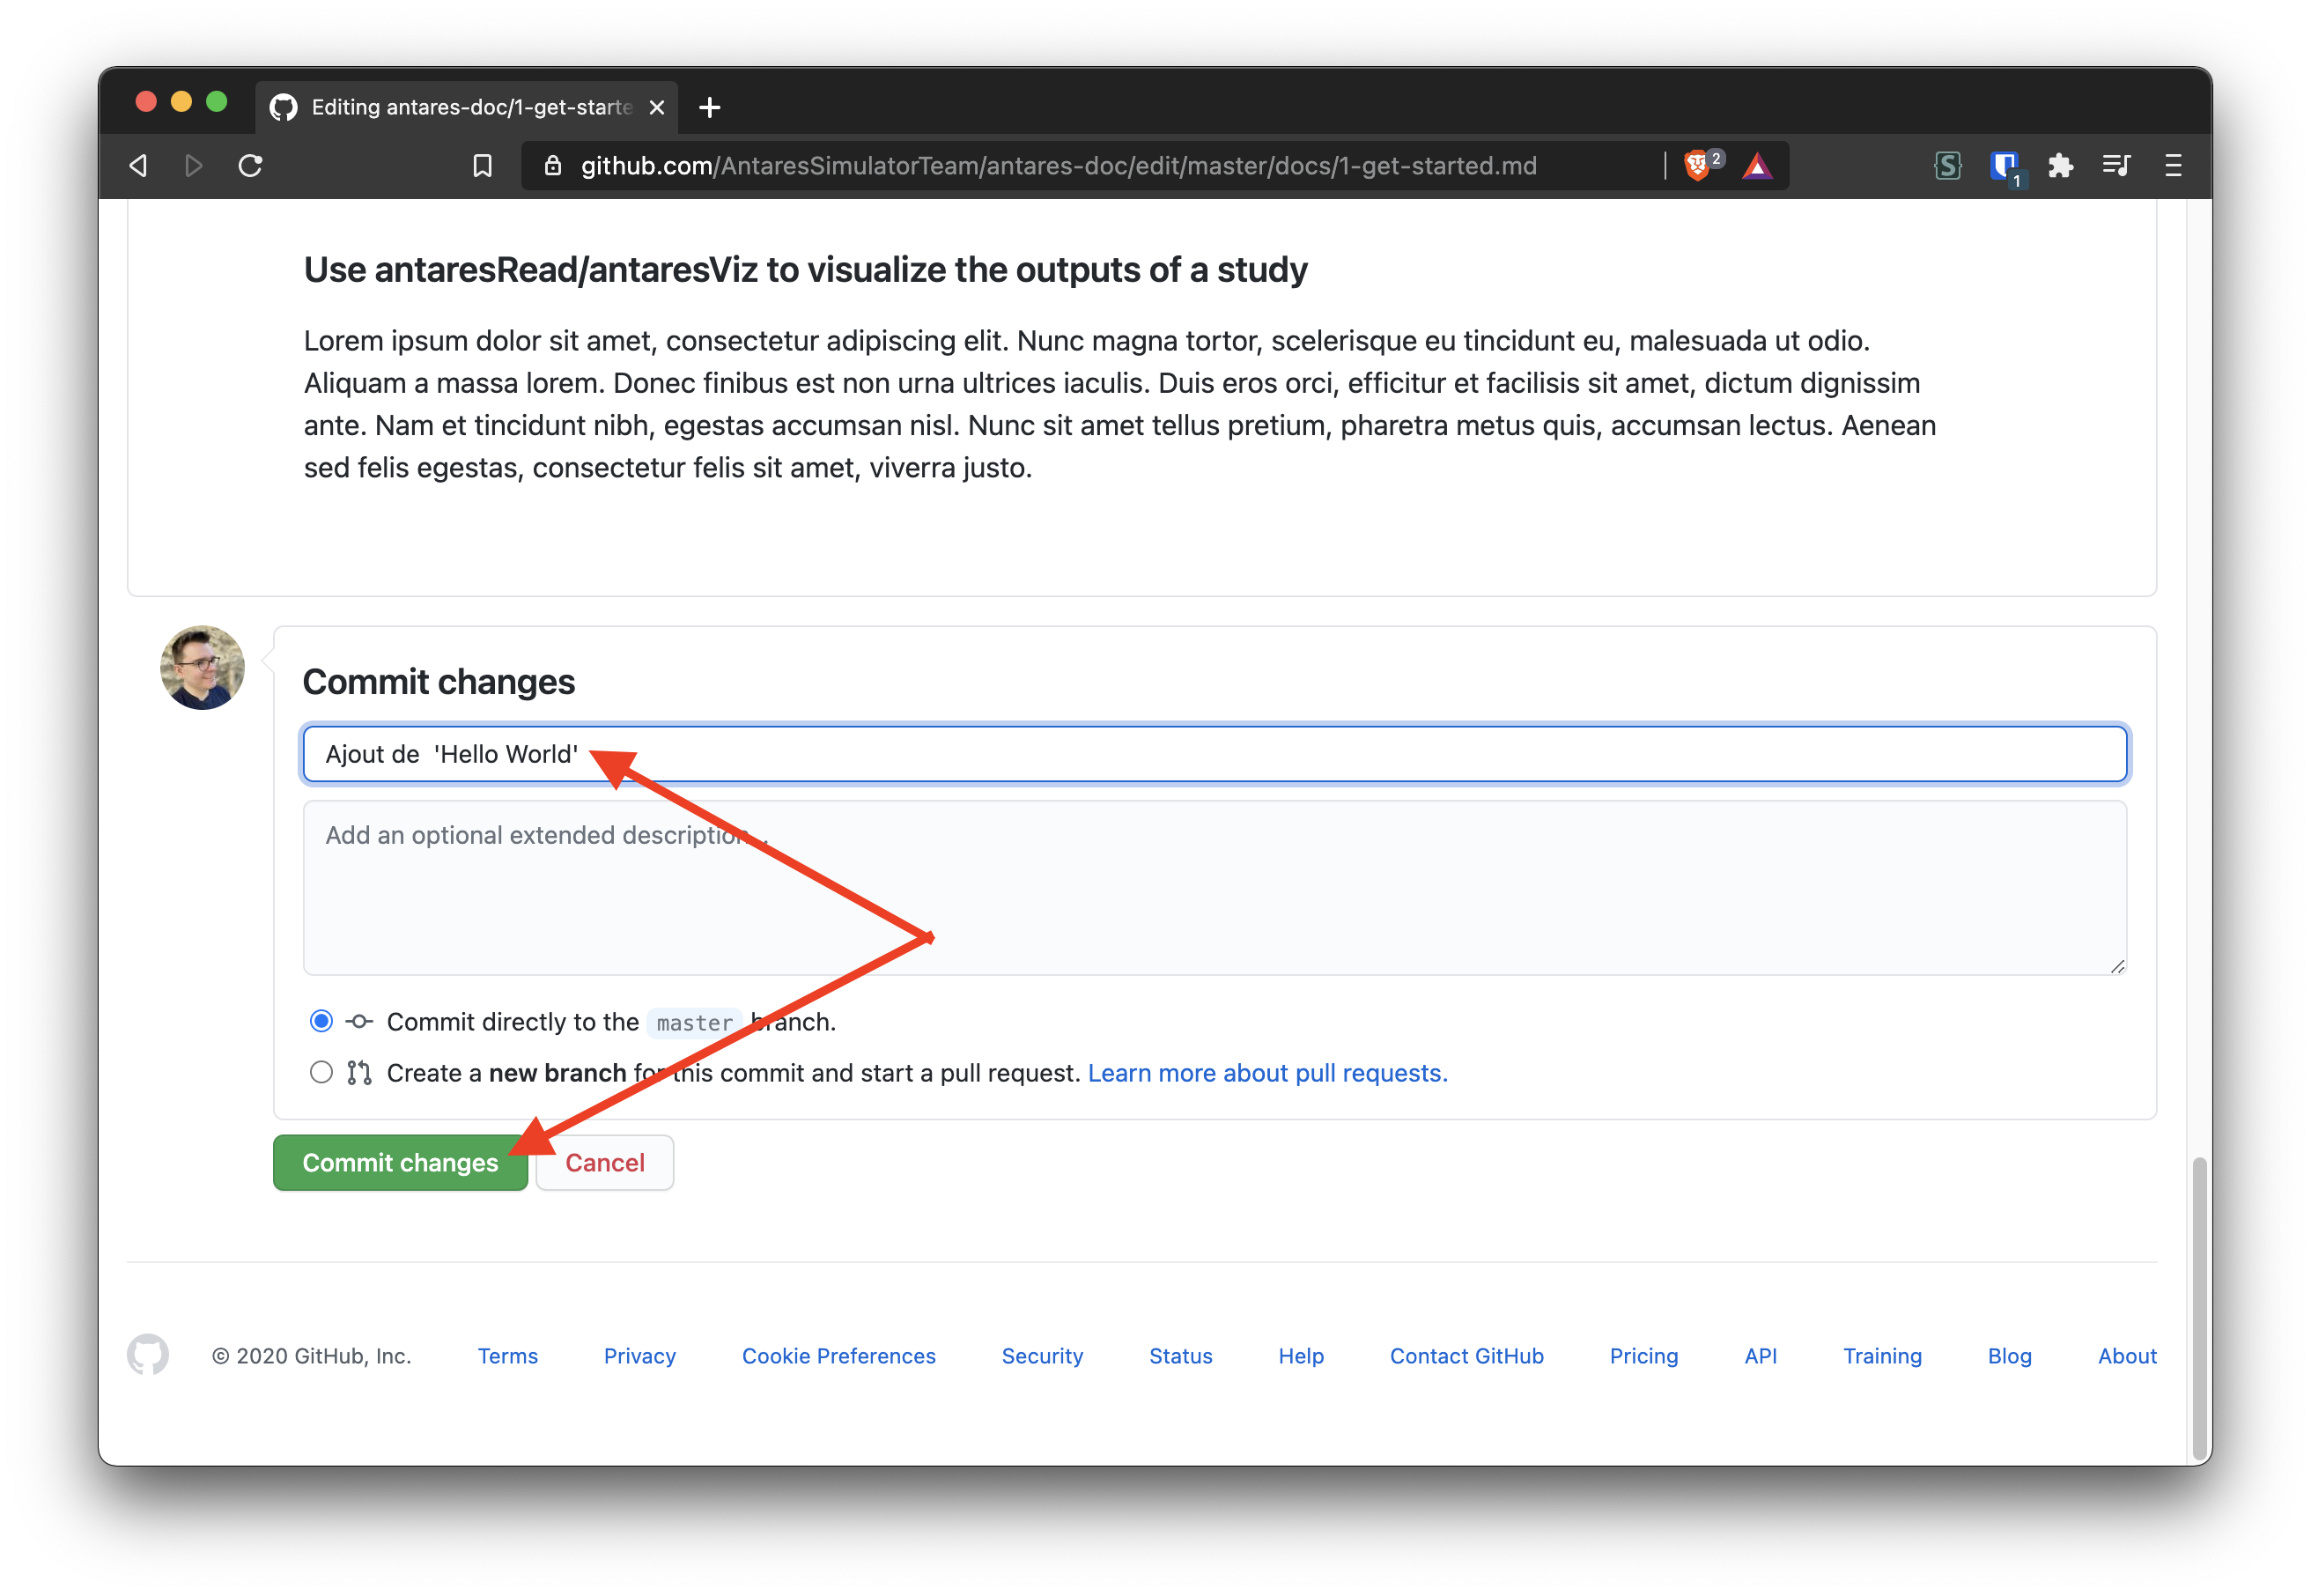 Editing antares-doc/1-get-starte
github.com/AntaresSimulatorTeam/antares-doc/edit/master/docs/1-get-started.md
2
1
Use antaresRead/antaresViz to visualize the outputs of a study
Lorem ipsum dolor sit amet, consectetur adipiscing elit. Nunc magna tortor, scelerisque eu tincidunt eu, malesuada ut odio.
Aliquam a massa lorem. Donec finibus est non urna ultrices iaculis. Duis eros orci, efficitur et facilisis sit amet, dictum dignissim
ante. Nam et tincidunt nibh, egestas accumsan nisl. Nunc sit amet tellus pretium, pharetra metus quis, accumsan lectus. Aenean
sed felis egestas, consectetur felis sit amet, viverra justo.
Commit changes
Ajout de  'Hello World'
Add an optional extended description...
Commit directly to the master branch.
Create a new branch for this commit and start a pull request. Learn more about pull requests.
Commit changes Cancel
© 2020 GitHub, Inc. Terms Privacy Cookie Preferences Security Status Help Contact GitHub Pricing API Training Blog About